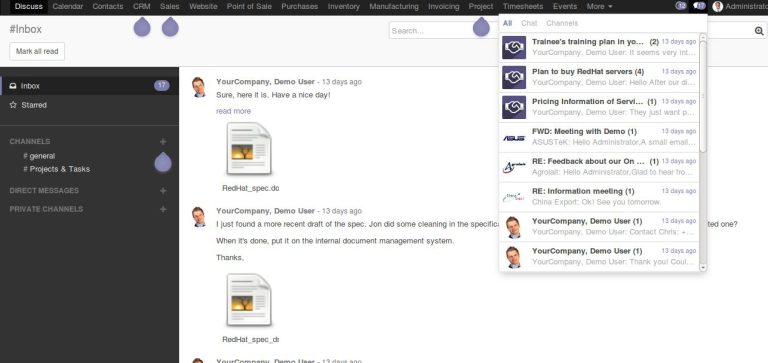 Discuss Calendar Contacts CRM Sales Website Point of Sale Purchases Inventory Manufacturing Invoicing Project Timesheets Events More 12 17 Administrato
#Inbox
Search...
Mark all read
Inbox 17
Starred
CHANNELS +
# general
# Projects & Tasks
DIRECT MESSAGES +
PRIVATE CHANNELS +
YourCompany, Demo User - 13 days ago
Sure, here it is. Have a nice day!
read more
RedHat_spec.do
YourCompany, Demo User - 13 days ago
I just found a more recent draft of the spec. Jon did some cleaning in the specifica
ted one?
When it's done, put it on the internal document management system.
Thanks,
RedHat_spec_dr
YourCompany, Demo User - 13 days ago
All Chat Channels
Trainee's training plan in yo... (2) 13 days ago
YourCompany, Demo User: It seems very int...
Plan to buy RedHat servers (4) 13 days ago
YourCompany, Demo User: Hello After our di...
Pricing Information of Servi... (1) 13 days ago
YourCompany, Demo User: They just want p...
ASUS
FWD: Meeting with Demo (1) 13 days ago
ASUSTeK: Hello Administrator,A small email...
Agrolait
RE: Feedback about our On ... (1) 13 days ago
Agrolait: Hello Administrator,Glad to hear fro...
China Export
RE: Information meeting (1) 13 days ago
China Export: Ok! See you tomorrow.
YourCompany, Demo User (1) 13 days ago
YourCompany, Demo User: Contact Chris: +...
YourCompany, Demo User (1) 13 days ago
YourCompany, Demo User: Thank you! Coul...